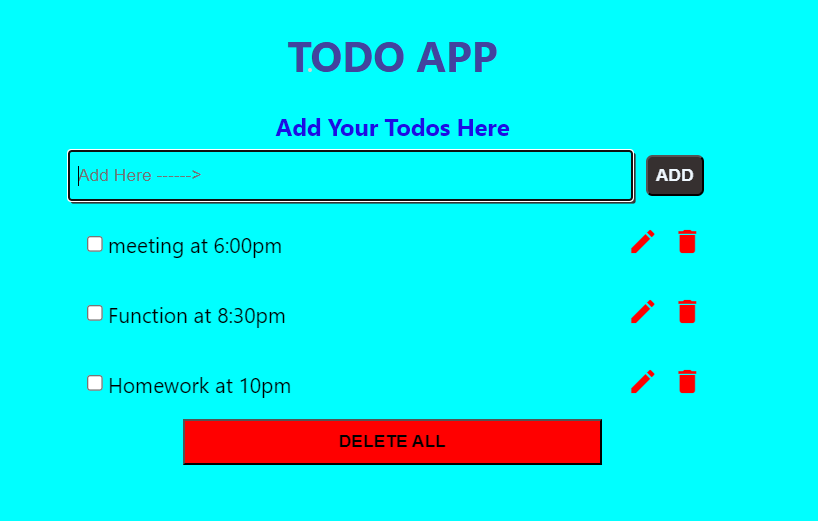 TODO APP
Add Your Todos Here
Add Here ------>
ADD
meeting at 6:00pm
Function at 8:30pm
Homework at 10pm
DELETE ALL